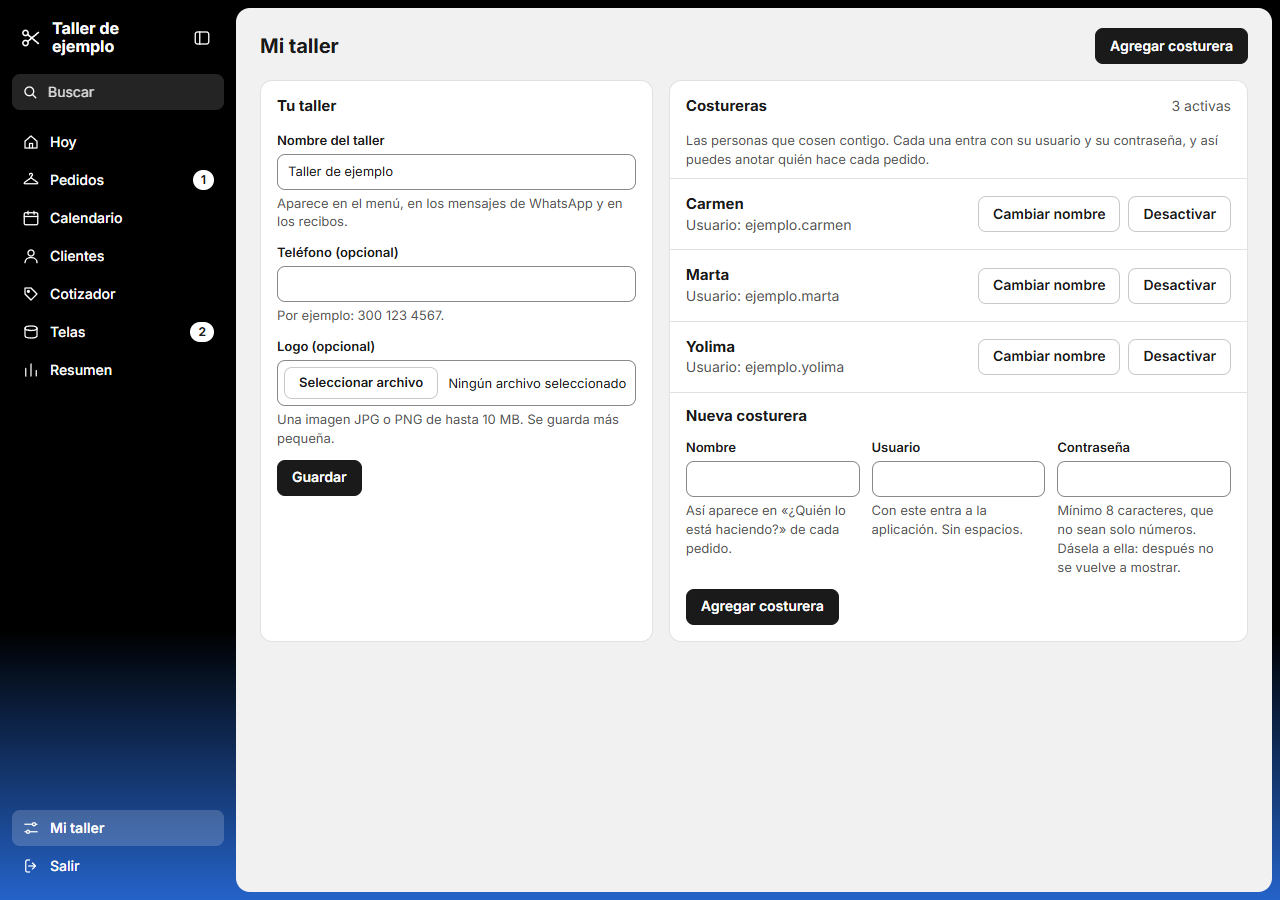 Taller de
ejemplo
Buscar
Hoy
Pedidos
1
Calendario
Clientes
Cotizador
Telas
2
Resumen
Mi taller
Salir
Mi taller
Agregar costurera
Tu taller
Nombre del taller
Taller de ejemplo
Aparece en el menú, en los mensajes de WhatsApp y en
los recibos.
Teléfono (opcional)
Por ejemplo: 300 123 4567.
Logo (opcional)
Seleccionar archivo
Ningún archivo seleccionado
Una imagen JPG o PNG de hasta 10 MB. Se guarda más
pequeña.
Guardar
Costureras
3 activas
Las personas que cosen contigo. Cada una entra con su usuario y su contraseña, y así
puedes anotar quién hace cada pedido.
Carmen
Usuario: ejemplo.carmen
Cambiar nombre
Desactivar
Marta
Usuario: ejemplo.marta
Cambiar nombre
Desactivar
Yolima
Usuario: ejemplo.yolima
Cambiar nombre
Desactivar
Nueva costurera
Nombre
Así aparece en «¿Quién lo
está haciendo?» de cada
pedido.
Usuario
Con este entra a la
aplicación. Sin espacios.
Contraseña
Mínimo 8 caracteres, que
no sean solo números.
Dásela a ella: después no
se vuelve a mostrar.
Agregar costurera